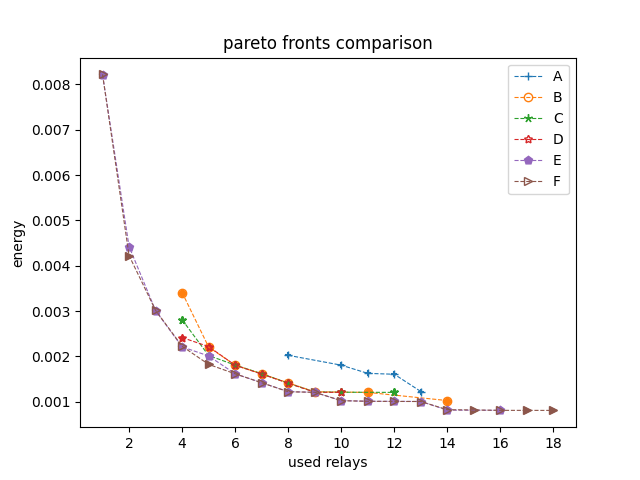 pareto fronts comparison
A
B
C
D
E
F
energy
0.008
0.007
0.006
0.005
0.004
0.003
0.002
0.001
2 4 6 8 10 12 14 16 18
used relays